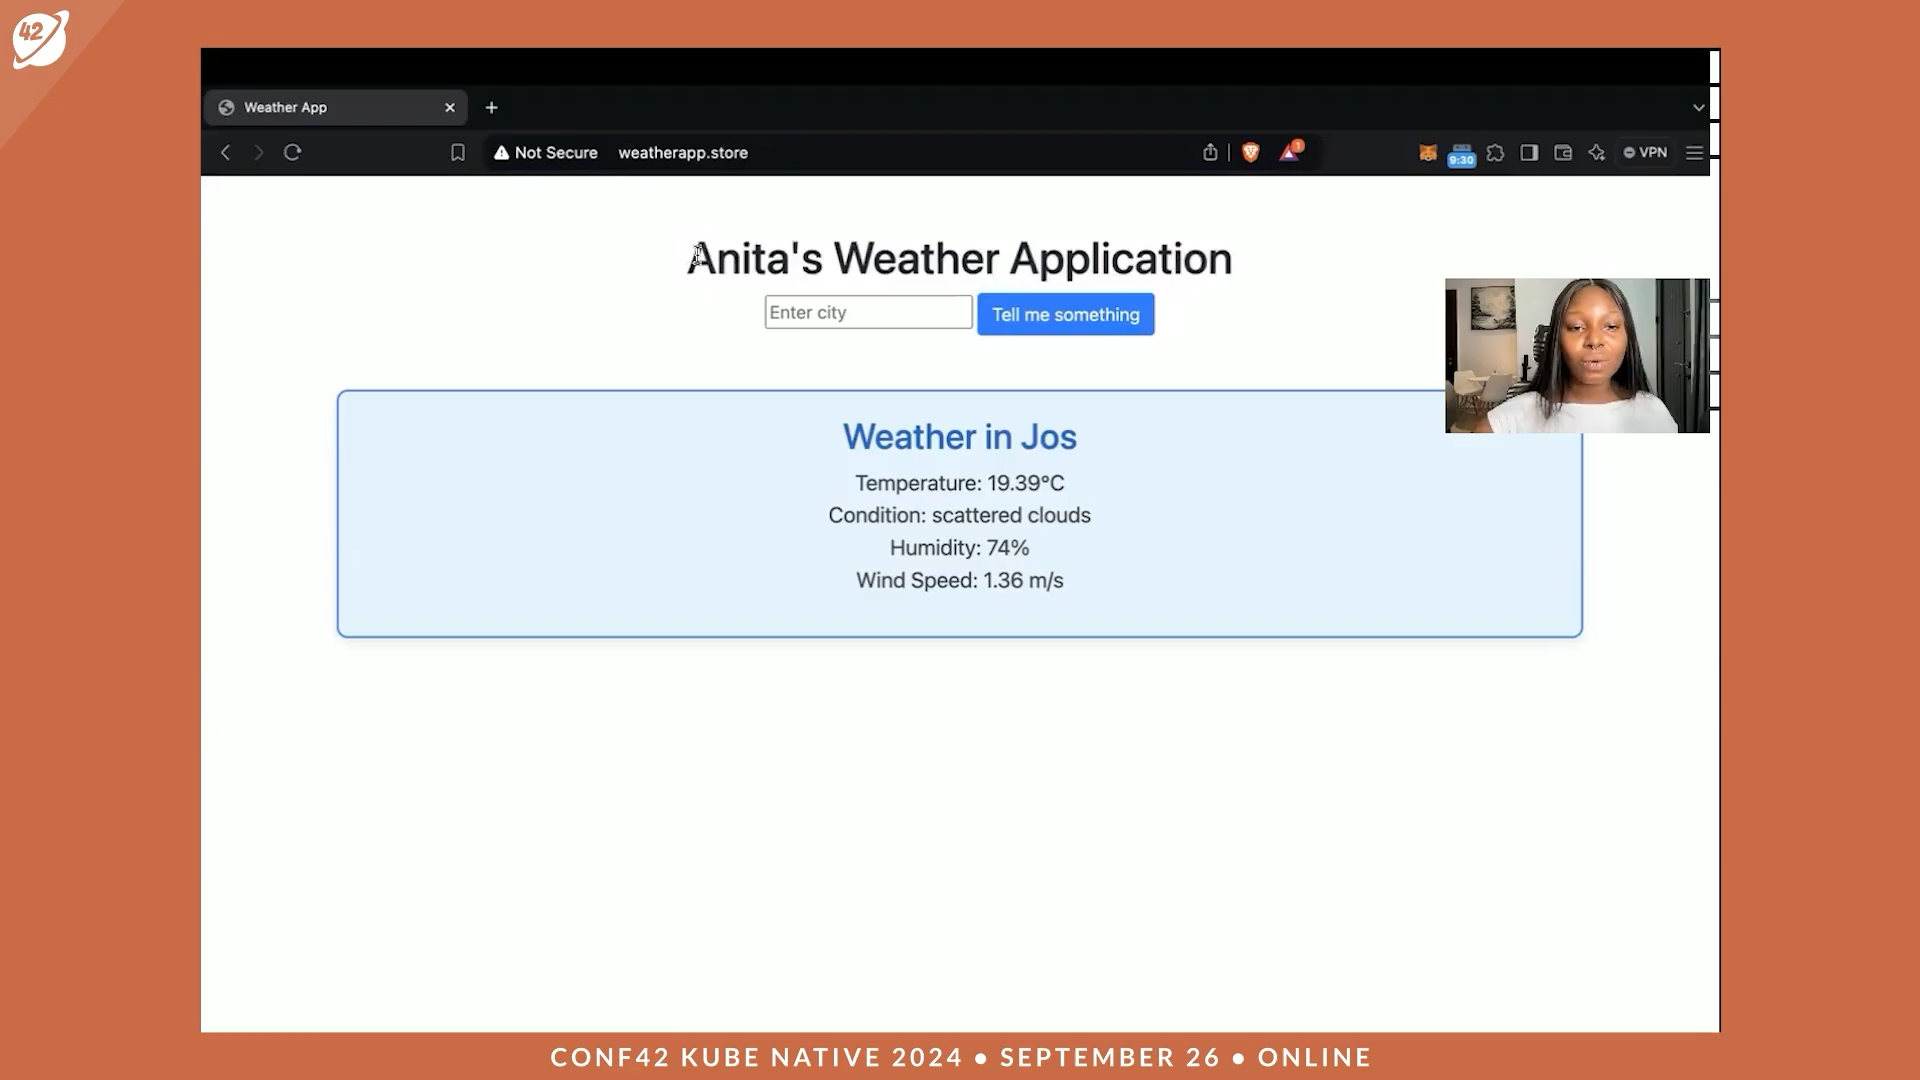 42
Weather App
Not Secure weatherapp.store
1
9:30
VPN
Anita's Weather Application
Enter city
Tell me something
Weather in Jos
Temperature: 19.39°C
Condition: scattered clouds
Humidity: 74%
Wind Speed: 1.36 m/s
CONF42 KUBE NATIVE 2024 • SEPTEMBER 26 • ONLINE